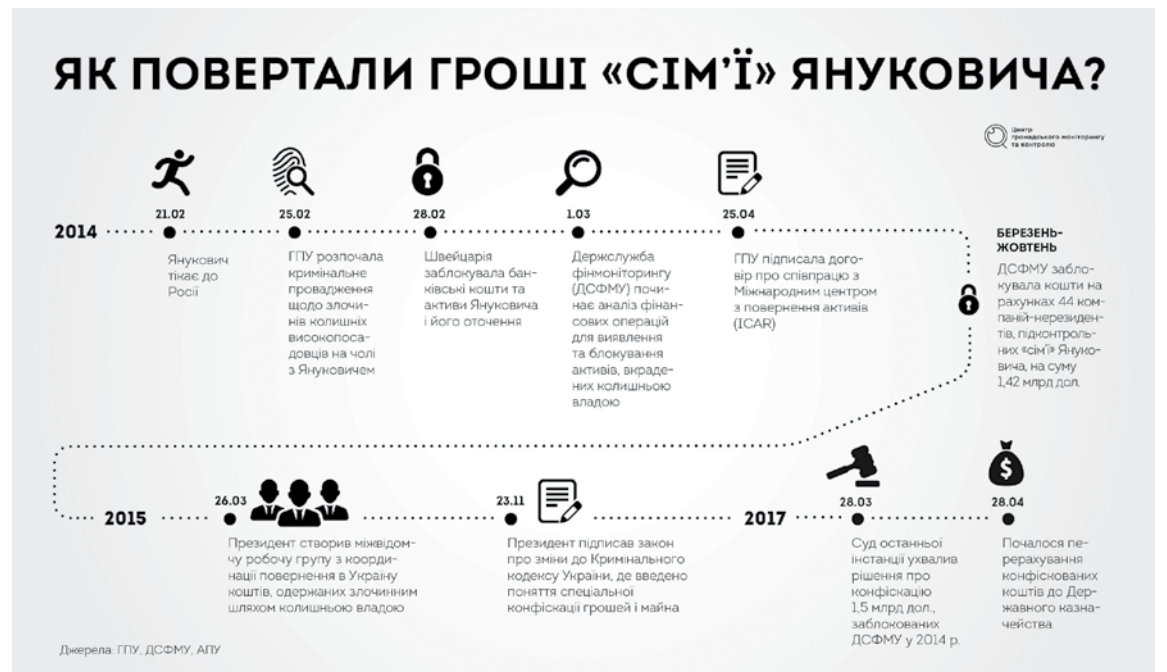 ЯК ПОВЕРТАЛИ ГРОШІ «СІМ'Ї» ЯНУКОВИЧА?
Центр
громадського моніторингу
та контролю
2014
21.02
Янукович
тікає до
Росії
25.02
ГПУ розпочала
кримінальне
провадження
щодо злочи-
нів колишніх
високопоса-
довців на чолі
з Януковичем
28.02
Швейцарія
заблокувала бан-
ківські кошти та
активи Януковича
і його оточення
1.03
Держслужба
фінмоніторингу
(ДСФМУ) почи-
нає аналіз фінан-
сових операцій
для виявлення
та блокування
активів, вкраде-
них колишньою
владою
25.04
ГПУ підписала дого-
вір про співпрацю з
Міжнародним центром
з повернення активів
(ICAR)
БЕРЕЗЕНЬ-
ЖОВТЕНЬ
ДСФМУ забло-
кувала кошти на
рахунках 44 ком-
паній-нерезиден-
тів, підконтроль-
них «сім'ї» Януко-
вича, на суму
1,42 млрд дол.
2015
26.03
Президент створив міжвідом-
чу робочу групу з коорди-
нації повернення в Україну
коштів, одержаних злочинним
шляхом колишньою владою
23.11
Президент підписав закон
про зміни до Кримінального
кодексу України, де введено
поняття спеціальної
конфіскації грошей і майна
2017
28.03
Суд останньої
інстанції ухвалив
рішення про
конфіскацію
1,5 млрд дол.,
заблокованих
ДСФМУ у 2014 р.
$
28.04
Почалося пе-
рерахування
конфіскованих
коштів до Дер-
жавного казна-
чейства
Джерела: ГПУ, ДСФМУ, АПУ